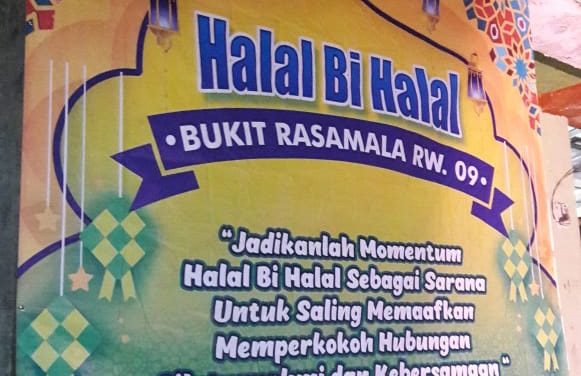 Halal Bi Halal
• BUKIT RASAMALA RW. 09 •
"Jadikanlah Momentum
Halal Bi Halal Sebagai Sarana
Untuk Saling Memaafkan
Memperkokoh Hubungan
dan Kebersamaan"